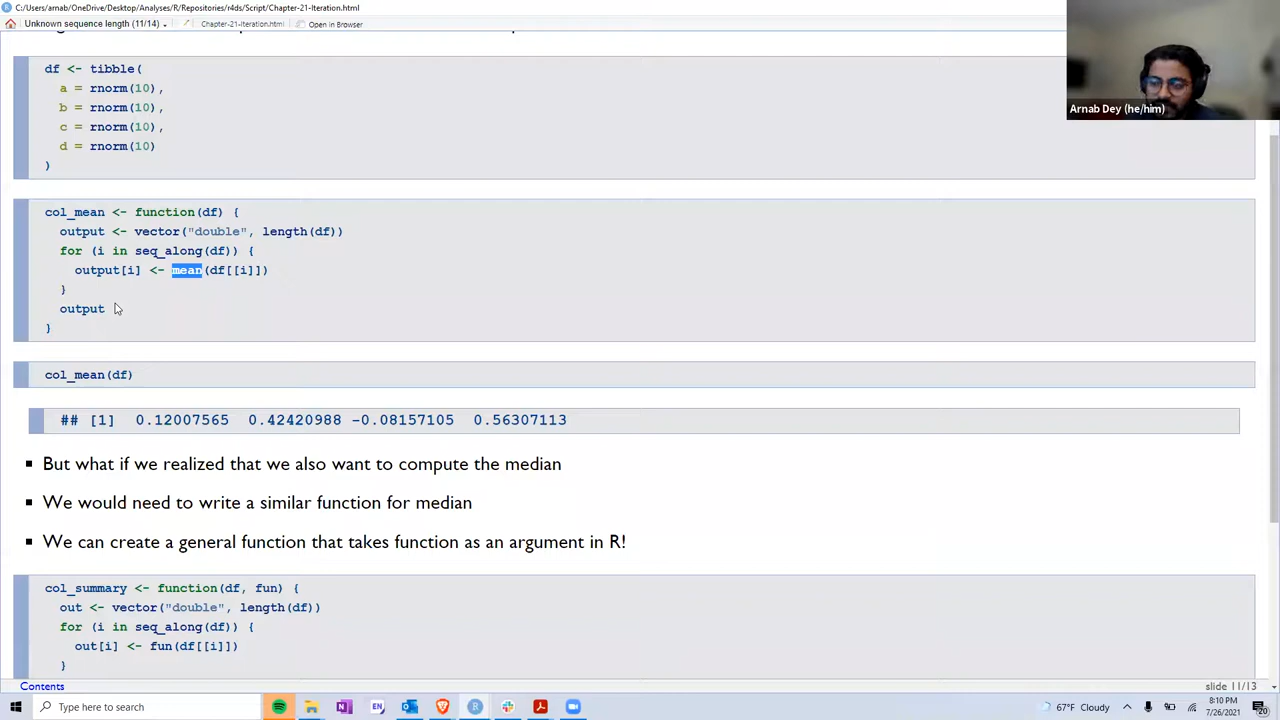 C:/Users/arnab/OneDrive/Desktop/Analyses/R/Repositories/r4ds/Script/Chapter-21-Iteration.html
Unknown sequence length (11/14)
Chapter-21-Iteration.html
Open in Browser
Arnab Dey (he/him)
df <- tibble(
a = rnorm(10),
b = rnorm(10),
c = rnorm(10),
d = rnorm(10)
)
col_mean <- function(df) {
output <- vector("double", length(df))
for (i in seq_along(df)) {
output[i] <- mean(df[[i]])
}
output
}
col_mean(df)
## [1] 0.12007565 0.42420988 -0.08157105 0.56307113
▪ But what if we realized that we also want to compute the median
▪ We would need to write a similar function for median
▪ We can create a general function that takes function as an argument in R!
col_summary <- function(df, fun) {
out <- vector("double", length(df))
for (i in seq_along(df)) {
out[i] <- fun(df[[i]])
}
Contents
slide 11/13
Type here to search
67°F Cloudy
8:10 PM
7/26/2021
20